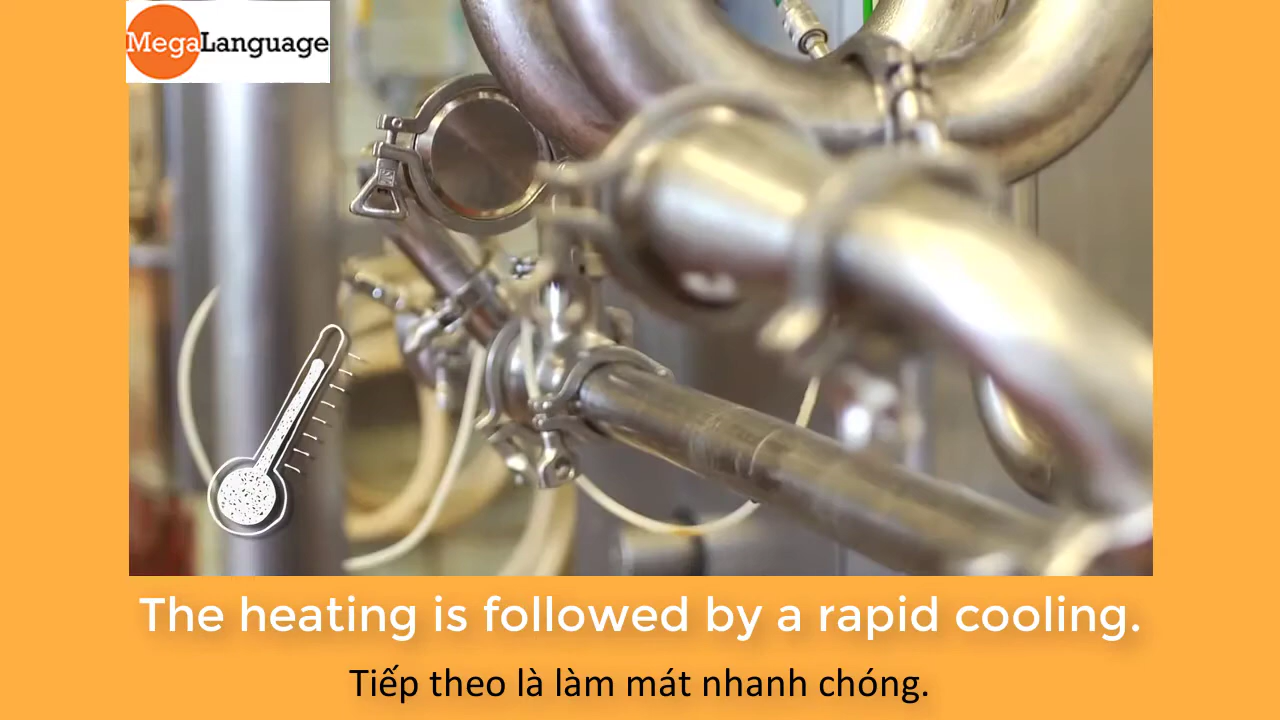 MegaLanguage
The heating is followed by a rapid cooling.
Tiếp theo là làm mát nhanh chóng.